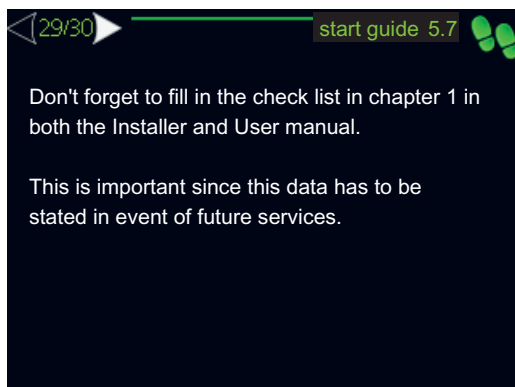 29/30
start guide 5.7
Don't forget to fill in the check list in chapter 1 in
both the Installer and User manual.
This is important since this data has to be
stated in event of future services.